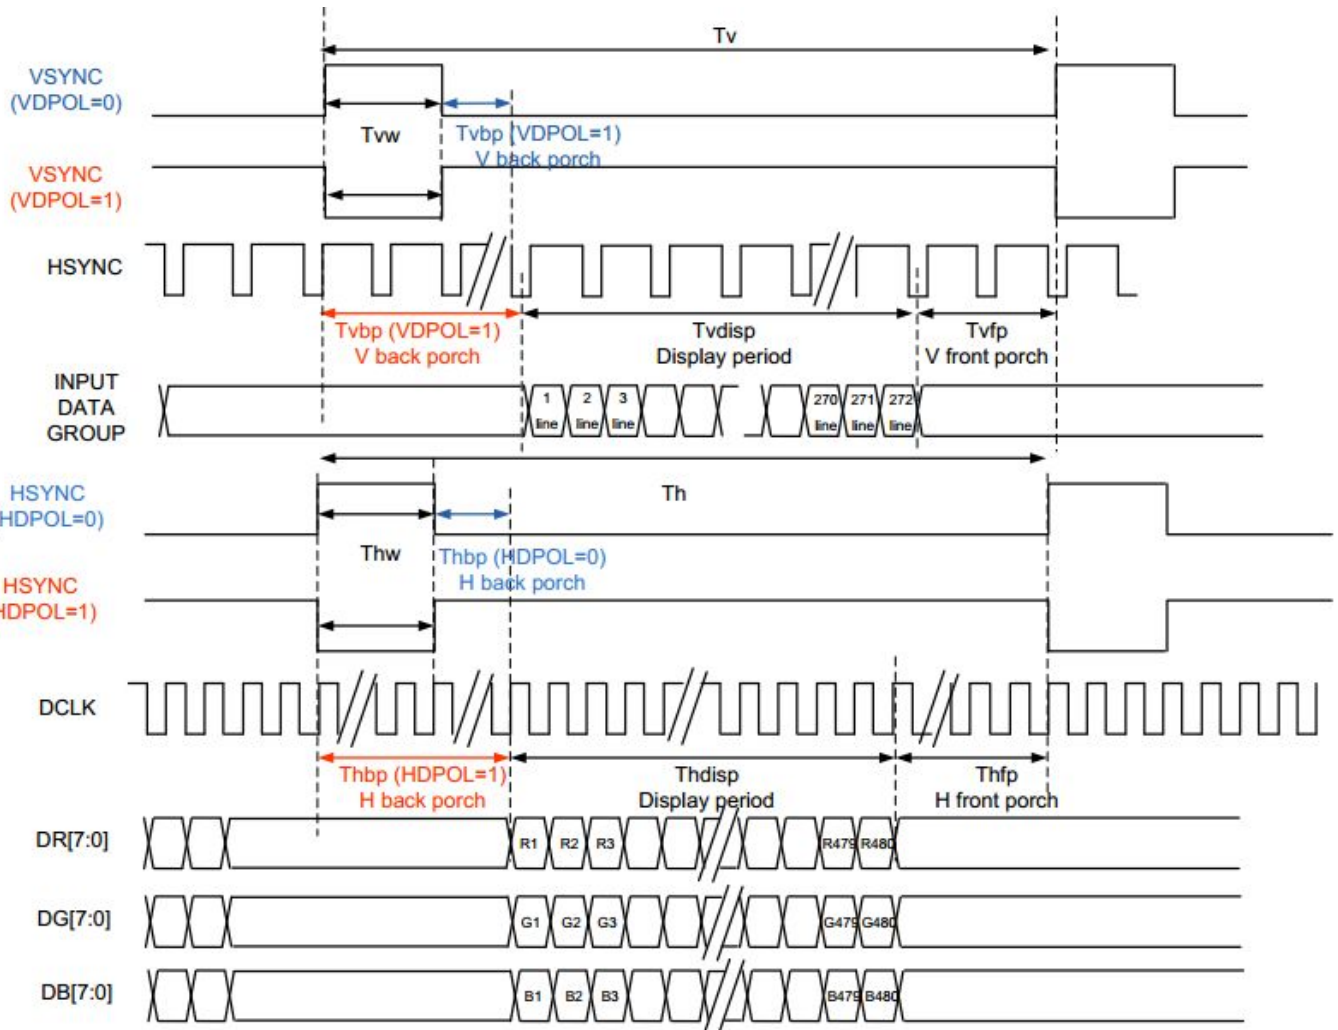 Tv
VSYNC
(VDPOL=0)
Tvw
Tvbp (VDPOL=1)
V back porch
VSYNC
(VDPOL=1)
HSYNC
Tvbp (VDPOL=1)
V back porch
Tvdisp
Display period
Tvfp
V front porch
INPUT
DATA
GROUP
1
line
2
line
3
line
270
line
271
line
272
line
HSYNC
HDPOL=0)
Th
Thw
Thbp (HDPOL=0)
H back porch
HSYNC
HDPOL=1)
DCLK
Thbp (HDPOL=1)
H back porch
Thdisp
Display period
Thfp
H front porch
DR[7:0]
R1 R2 R3 R479 R480
DG[7:0]
G1 G2 G3 G479 G480
DB[7:0]
B1 B2 B3 B479 B480